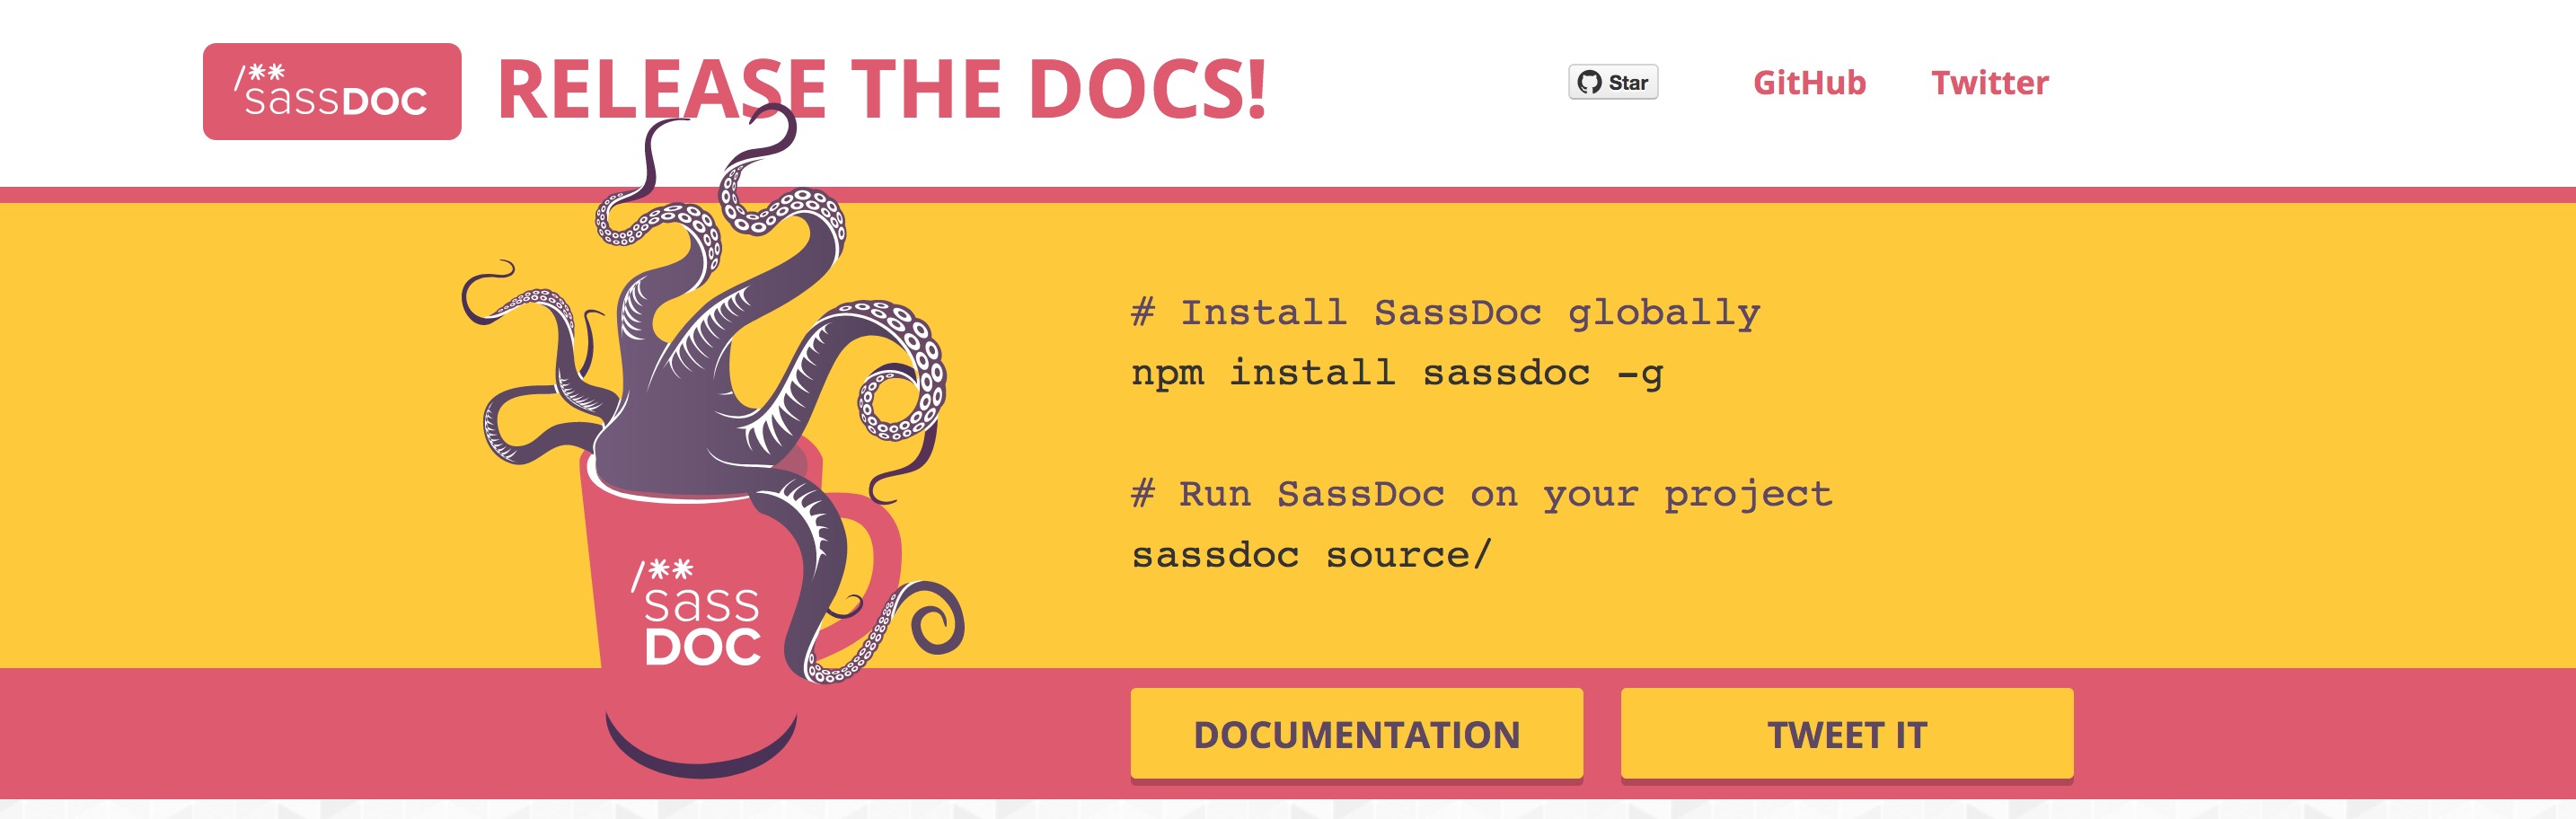 /**
sassDOC
RELEASE THE DOCS!
Star
GitHub
Twitter
# Install SassDoc globally
npm install sassdoc -g
# Run SassDoc on your project
sassdoc source/
/**
sass
DOC
DOCUMENTATION
TWEET IT